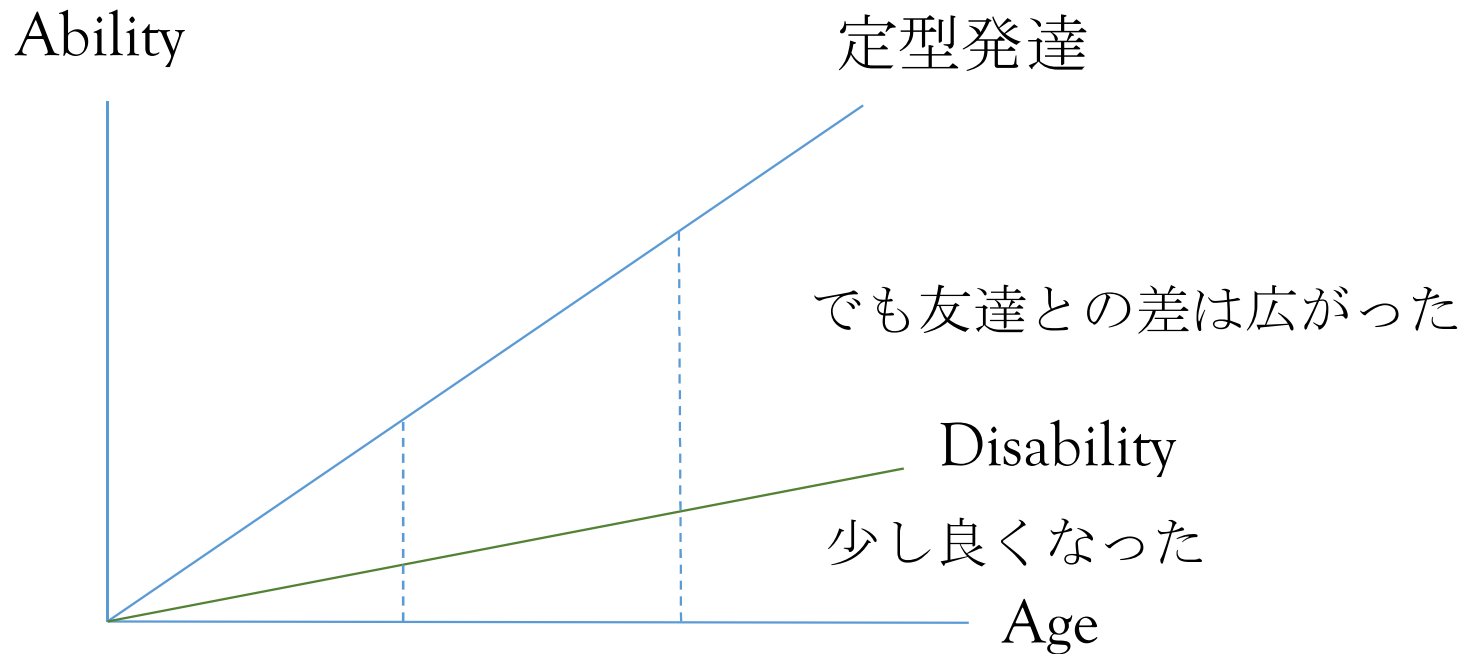 Ability
定型発達
でも友達との差は広がった
Disability
少し良くなった
Age